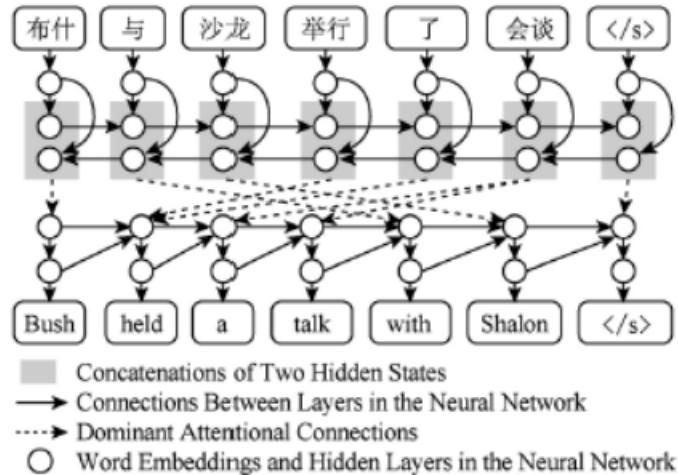 布什 与 沙龙 举行 了 会谈 </s>
Bush held a talk with Shalon </s>
Concatenations of Two Hidden States
Connections Between Layers in the Neural Network
Dominant Attentional Connections
Word Embeddings and Hidden Layers in the Neural Network